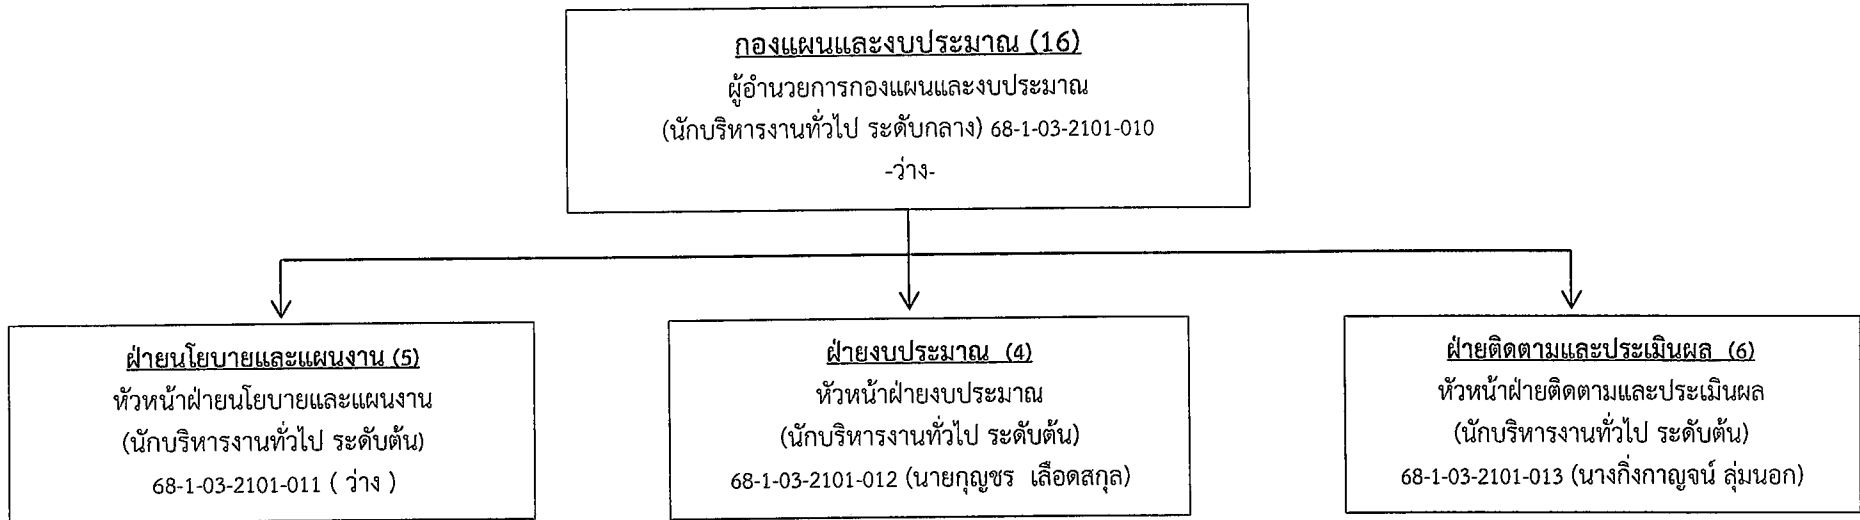 กองแผนและงบประมาณ (16)
ผู้อำนวยการกองแผนและงบประมาณ
(นักบริหารงานทั่วไป ระดับกลาง) 68-1-03-2101-010
-ว่าง-
ฝ่ายนโยบายและแผนงาน (5)
หัวหน้าฝ่ายนโยบายและแผนงาน
(นักบริหารงานทั่วไป ระดับต้น)
68-1-03-2101-011 ( ว่าง )
ฝ่ายงบประมาณ (4)
หัวหน้าฝ่ายงบประมาณ
(นักบริหารงานทั่วไป ระดับต้น)
68-1-03-2101-012 (นายกุญชร เลือดสกุล)
ฝ่ายติดตามและประเมินผล (6)
หัวหน้าฝ่ายติดตามและประเมินผล
(นักบริหารงานทั่วไป ระดับต้น)
68-1-03-2101-013 (นางกิ่งกาญจน์ ลุ่มนอก)